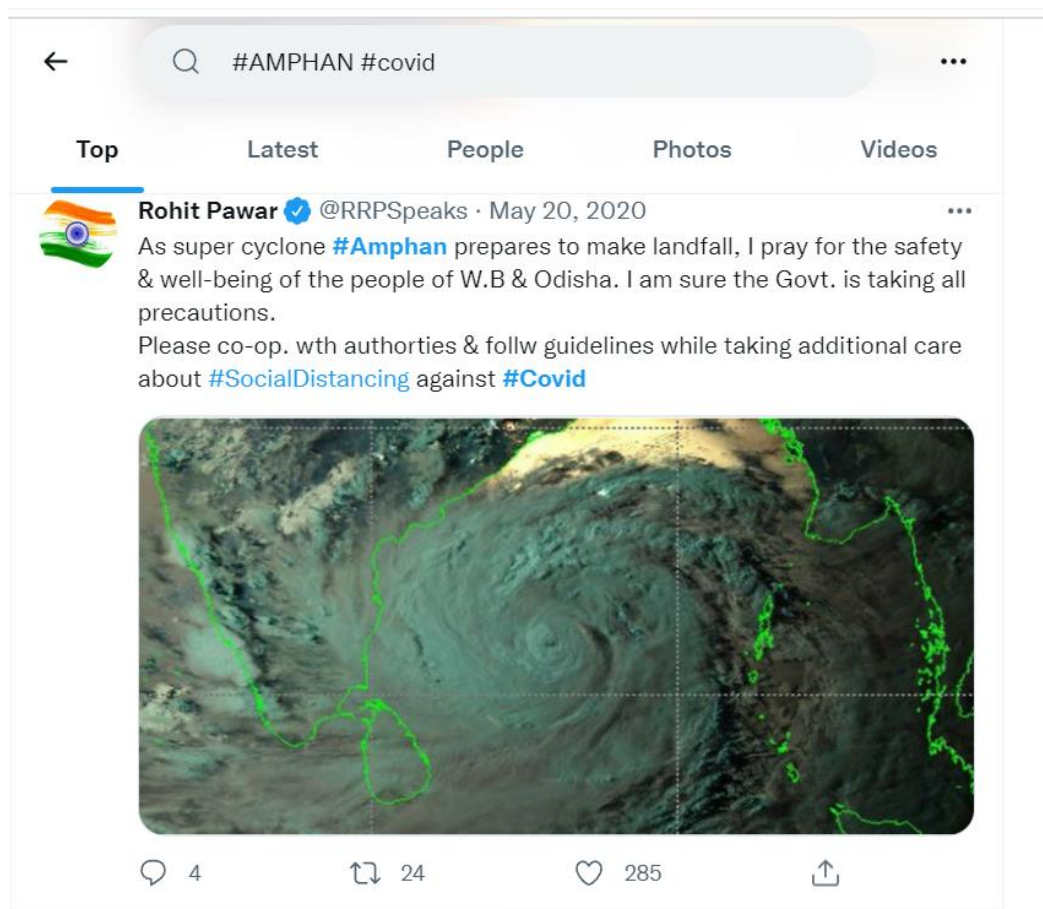 #AMPHAN #covid
Top Latest People Photos Videos
Rohit Pawar @RRPSpeaks · May 20, 2020
As super cyclone #Amphan prepares to make landfall, I pray for the safety
& well-being of the people of W.B & Odisha. I am sure the Govt. is taking all
precautions.
Please co-op. wth authorties & follw guidelines while taking additional care
about #SocialDistancing against #Covid
4 24 285